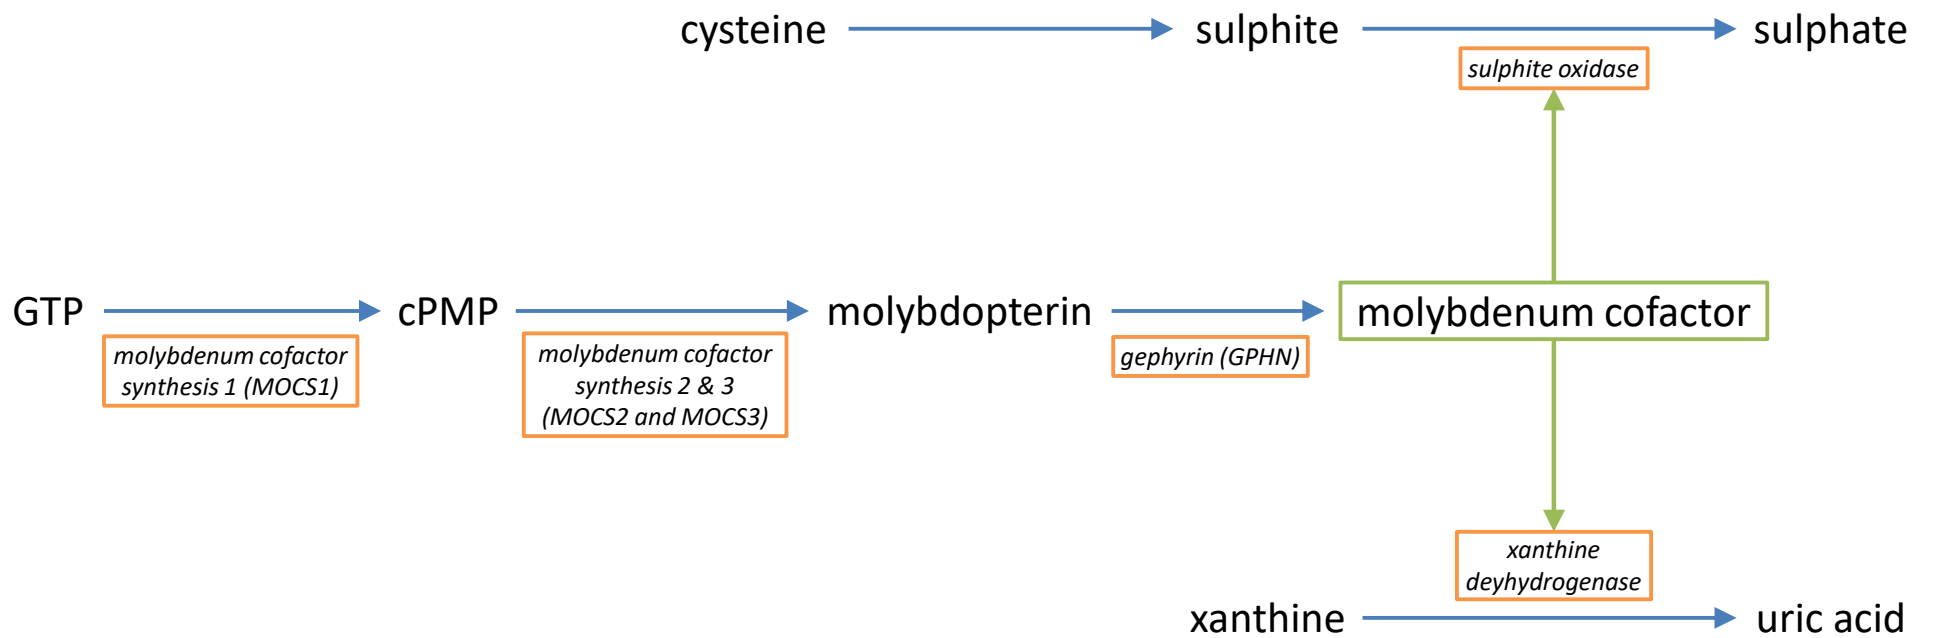 cysteine
sulphite
sulphate
sulphite oxidase
GTP
cPMP
molybdopterin
molybdenum cofactor
molybdenum cofactor
synthesis 1 (MOCS1)
molybdenum cofactor
synthesis 2 & 3
(MOCS2 and MOCS3)
gephyrin (GPHN)
xanthine
deyhydrogenase
xanthine
uric acid